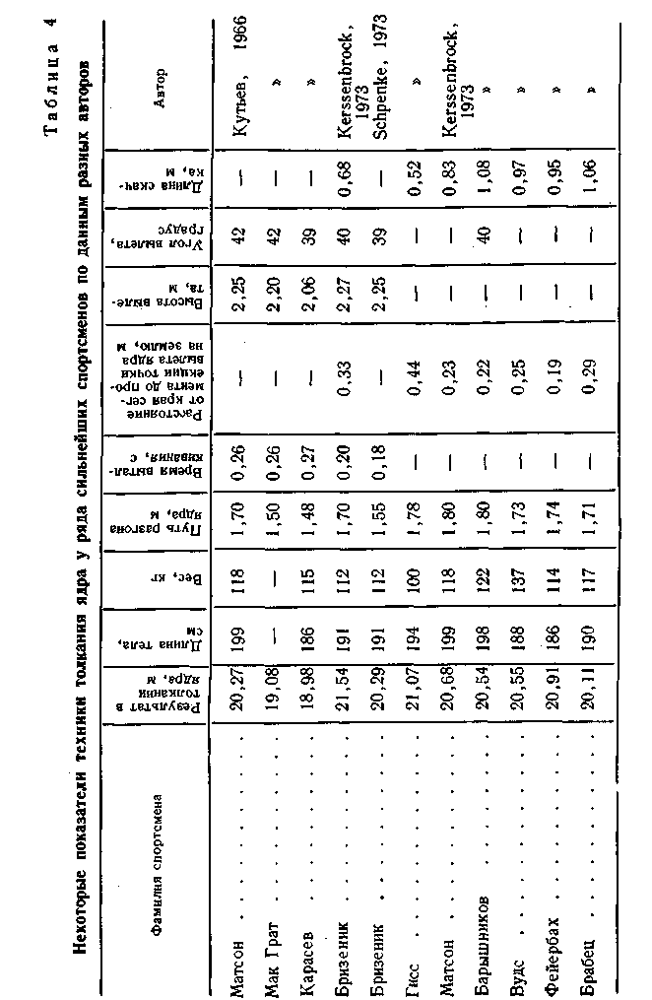 Таблица 4
Некоторые показатели техники толкания ядра у ряда сильнейших спортсменов по данным разных авторов
Фамилия спортсмена | Результат в толкании ядра, м | Длина тела, см | Вес, кг | Путь разгона ядра, м | Время выталкивания, с | Расстояние от края сегмента до проекции точки вылета ядра на землю, м | Высота вылета, м | Угол вылета, градус | Длина скачка, м | Автор
Матсон . . . | 20,27 | 199 | 118 | 1,70 | 0,26 | — | 2,25 | 42 | — | Кутьев, 1966
Мак Грат . . . | 19,08 | — | — | 1,50 | 0,26 | — | 2,20 | 42 | — | »
Карасев . . . | 18,98 | 186 | 115 | 1,48 | 0,27 | — | 2,06 | 39 | — | »
Бризеник . . . | 21,54 | 191 | 112 | 1,70 | 0,20 | 0,33 | 2,27 | 40 | 0,68 | Kerssenbrock, 1973
Бризеник . . . | 20,29 | 191 | 112 | 1,55 | 0,18 | — | 2,25 | 39 | — | Schpenke, 1973
Гисс . . . | 21,07 | 194 | 100 | 1,78 | — | 0,44 | — | — | 0,52 | »
Матсон . . . | 20,68 | 199 | 118 | 1,80 | — | 0,23 | — | — | 0,83 | Kerssenbrock, 1973
Барышников . . . | 20,54 | 198 | 122 | 1,80 | — | 0,22 | — | 40 | 1,08 | »
Вудс . . . | 20,55 | 188 | 137 | 1,73 | — | 0,25 | — | — | 0,97 | »
Фейербах . . . | 20,91 | 186 | 114 | 1,74 | — | 0,19 | — | — | 0,95 | »
Брабец . . . | 20,11 | 190 | 117 | 1,71 | — | 0,29 | — | — | 1,06 | »